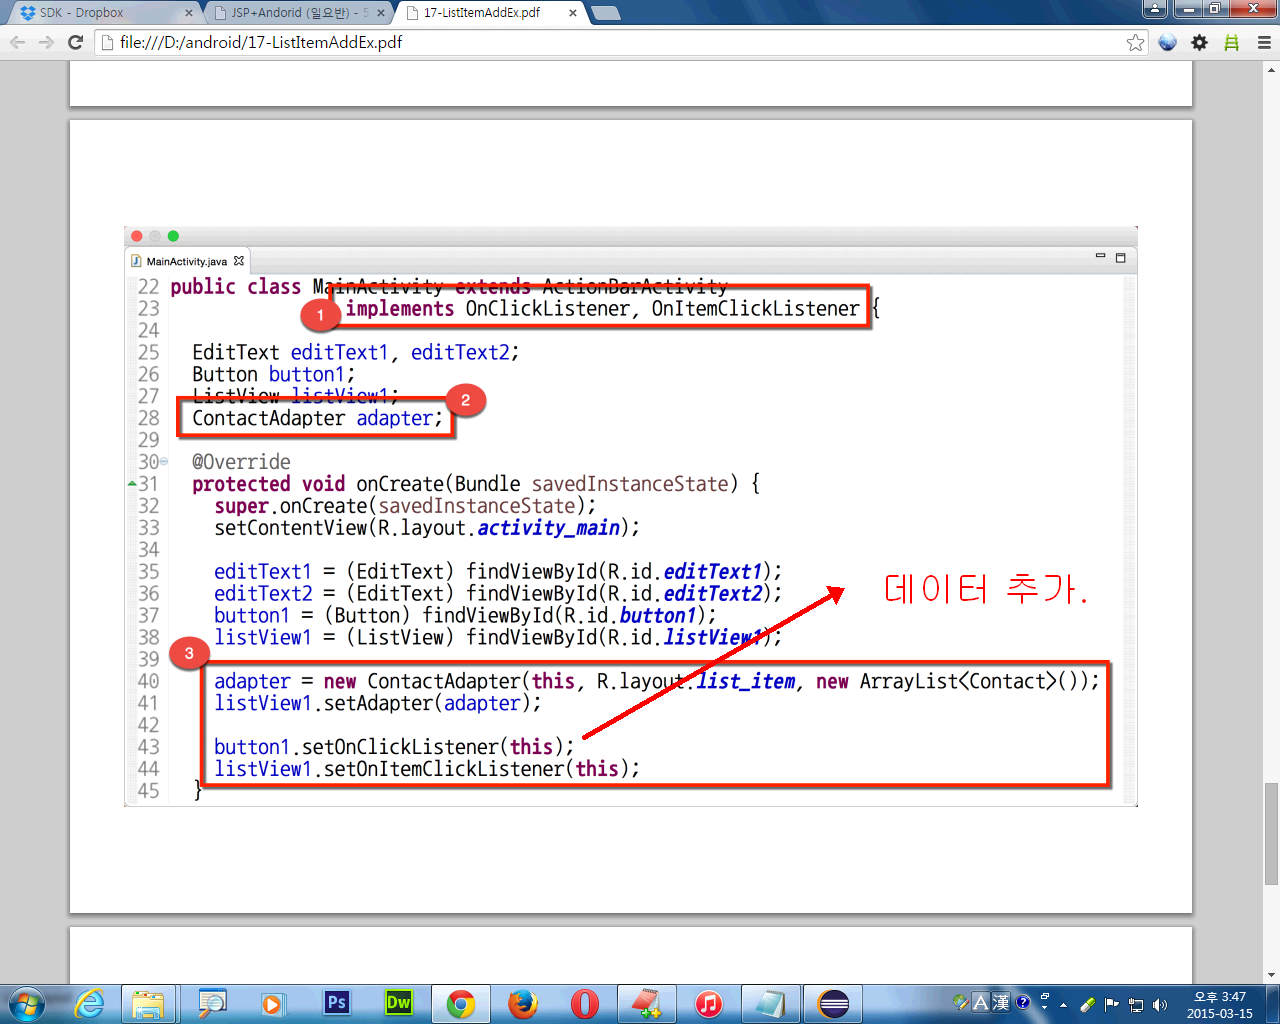 SDK - Dropbox
JSP+Andorid (일요반) - 5
17-ListItemAddEx.pdf
file:///D:/android/17-ListItemAddEx.pdf
MainActivity.java
22 public class MainActivity extends ActionBarActivity
23 implements OnClickListener, OnItemClickListener {
1
24
25 EditText editText1, editText2;
26 Button button1;
27 ListView listView1;
2
28 ContactAdapter adapter;
29
30 @Override
31 protected void onCreate(Bundle savedInstanceState) {
32 super.onCreate(savedInstanceState);
33 setContentView(R.layout.activity_main);
34
35 editText1 = (EditText) findViewById(R.id.editText1);
36 editText2 = (EditText) findViewById(R.id.editText2);
데이터 추가.
37 button1 = (Button) findViewById(R.id.button1);
38 listView1 = (ListView) findViewById(R.id.listView1);
3
39
40 adapter = new ContactAdapter(this, R.layout.list_item, new ArrayList<Contact>());
41 listView1.setAdapter(adapter);
42
43 button1.setOnClickListener(this);
44 listView1.setOnItemClickListener(this);
45 }
Ps
Dw
A 漢
오후 3:47
2015-03-15